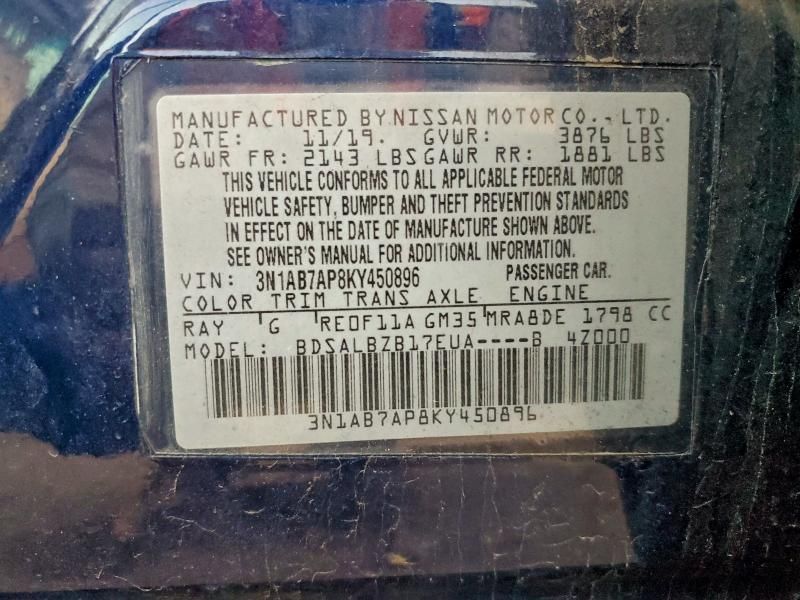 MANUFACTURED BY NISSAN MOTOR CO., LTD.
DATE: 11/19. GVWR: 3876 LBS
GAWR FR: 2143 LBS GAWR RR: 1881 LBS
THIS VEHICLE CONFORMS TO ALL APPLICABLE FEDERAL MOTOR
VEHICLE SAFETY, BUMPER AND THEFT PREVENTION STANDARDS
IN EFFECT ON THE DATE OF MANUFACTURE SHOWN ABOVE.
SEE OWNER'S MANUAL FOR ADDITIONAL INFORMATION.
VIN: 3N1AB7AP8KY450896 PASSENGER CAR.
COLOR TRIM TRANS AXLE ENGINE
RAY G RE0F11A GM35 MRA8DE 1798 CC
MODEL: BDSALBZB17EUA----B 4Z000
3N1AB7AP8KY450896